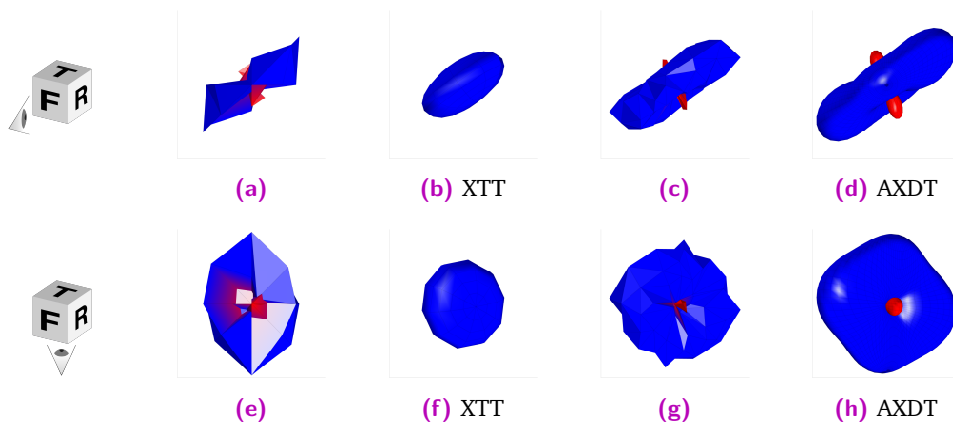 T
F R
(a) (b) XTT (c) (d) AXDT
T
F R
(e) (f) XTT (g) (h) AXDT